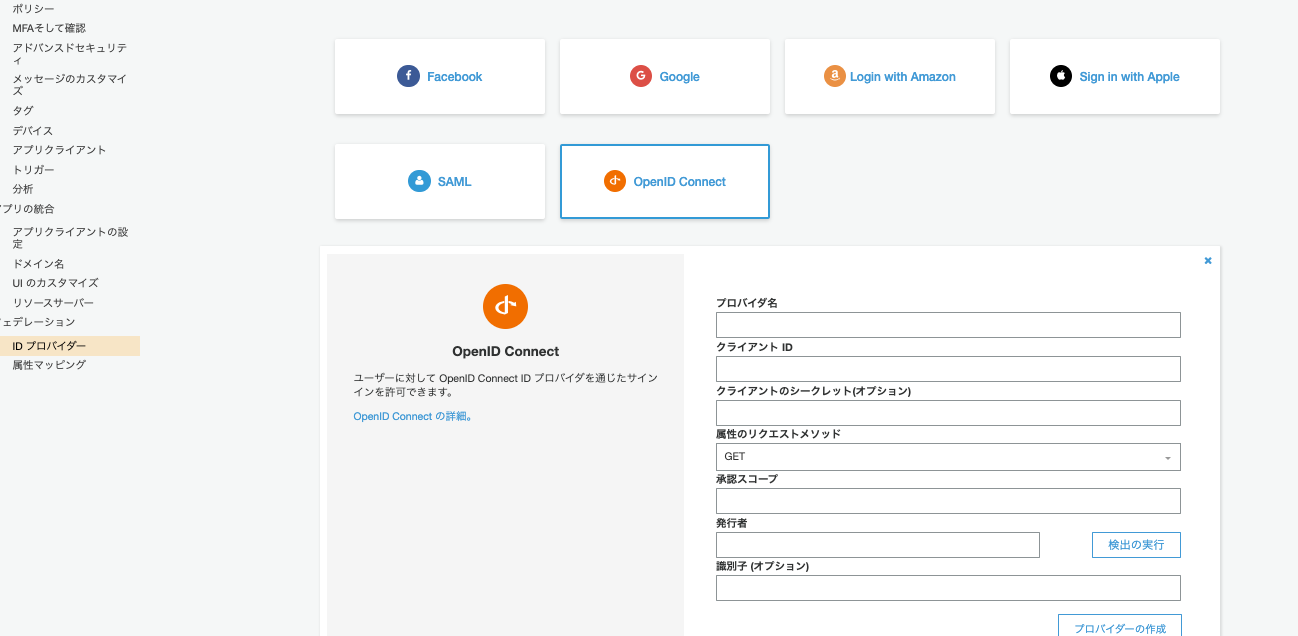 ポリシー
MFAそして確認
アドバンスドセキュリテ
ィ
メッセージのカスタマイ
ズ
タグ
デバイス
アプリクライアント
トリガー
分析
プリの統合
アプリクライアントの設
定
ドメイン名
UI のカスタマイズ
リソースサーバー
ェデレーション
ID プロバイダー
属性マッピング
Facebook
Google
Login with Amazon
Sign in with Apple
SAML
OpenID Connect
OpenID Connect
ユーザーに対して OpenID Connect ID プロバイダを通じたサイン
インを許可できます。
OpenID Connect の詳細。
プロバイダ名
クライアント ID
クライアントのシークレット(オプション)
属性のリクエストメソッド
GET
承認スコープ
発行者
検出の実行
識別子 (オプション)
プロバイダーの作成